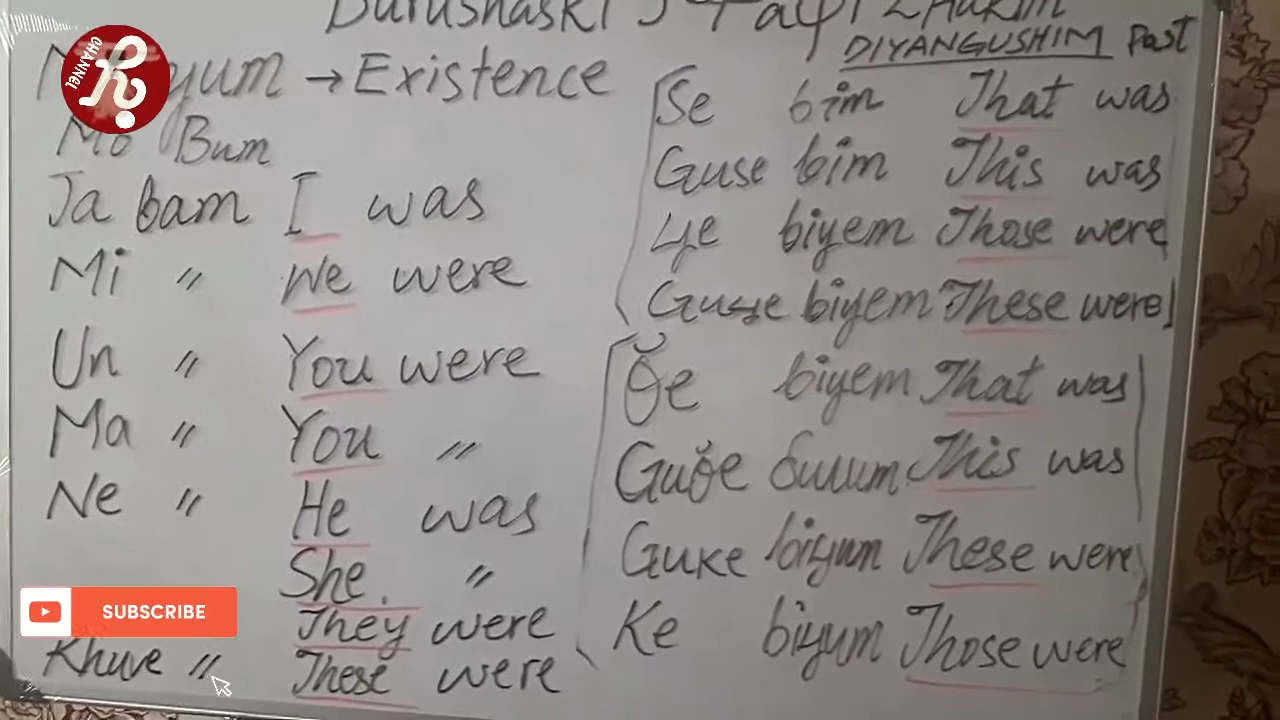 Burushaski
DIYANGUSHIM Past
→ Existence
Mo Bum
Ja bam I was
Mi " We were
Un " You were
Ma " You "
Ne " He was
She. "
They were
Khuve " These were
Se bim That was
Guse bim This was
biyem Those were
biyem These were
biyem That was
This was
Guke biyum These were
Ke biyum Those were
CHANNEL
SUBSCRIBE